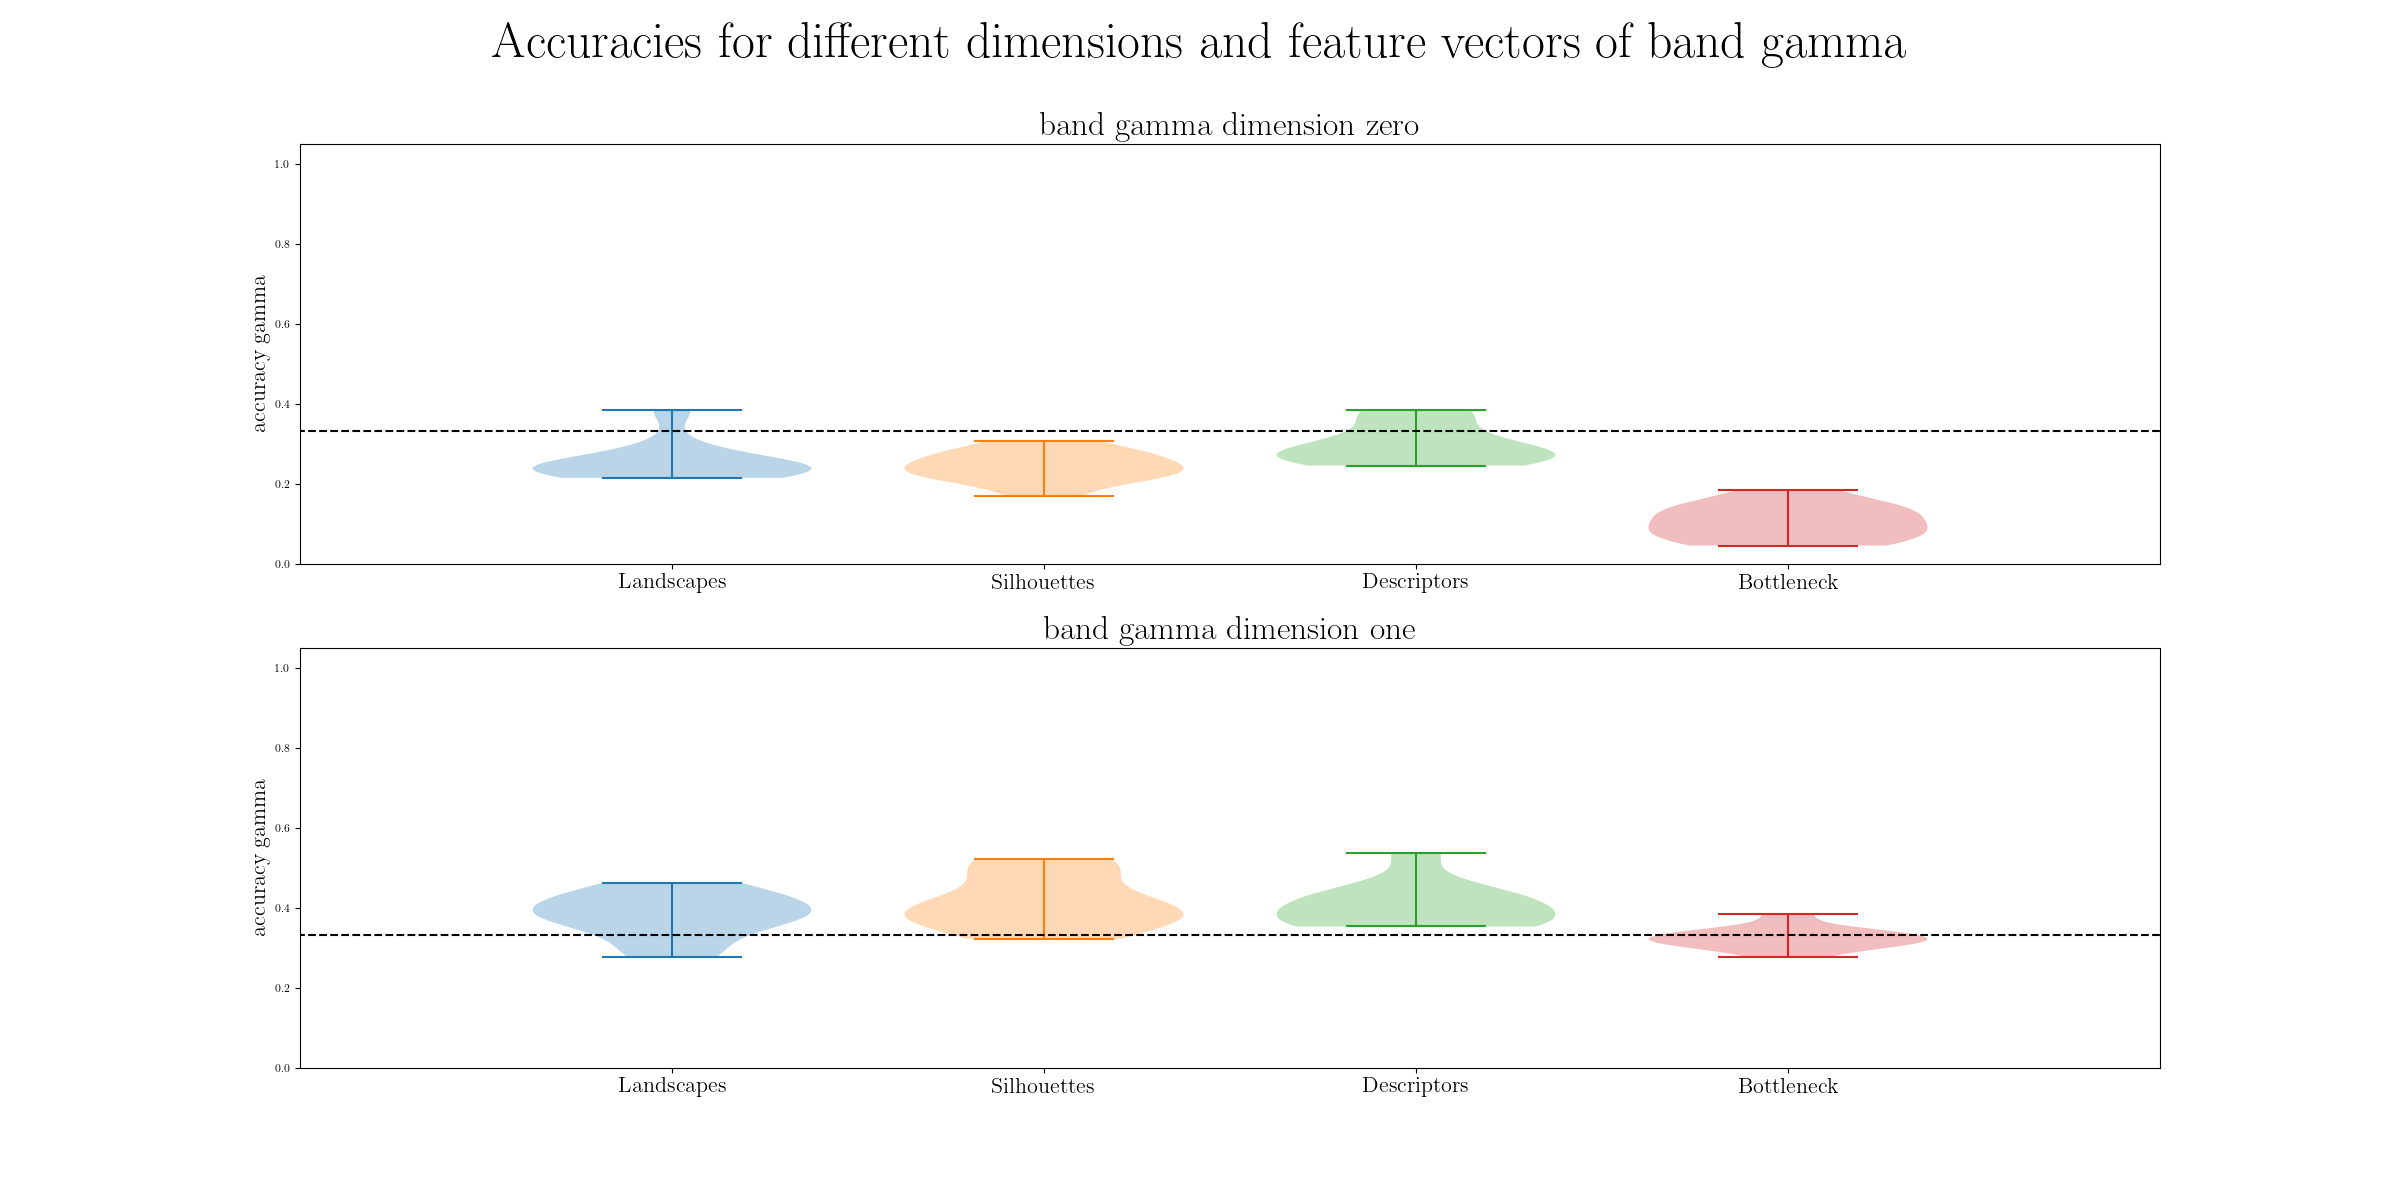 Accuracies for different dimensions and feature vectors of band gamma
band gamma dimension zero
1.0
0.8
0.6
0.4
0.2
0.0
accuracy gamma
Landscapes Silhouettes Descriptors Bottleneck
band gamma dimension one
1.0
0.8
0.6
0.4
0.2
0.0
accuracy gamma
Landscapes Silhouettes Descriptors Bottleneck